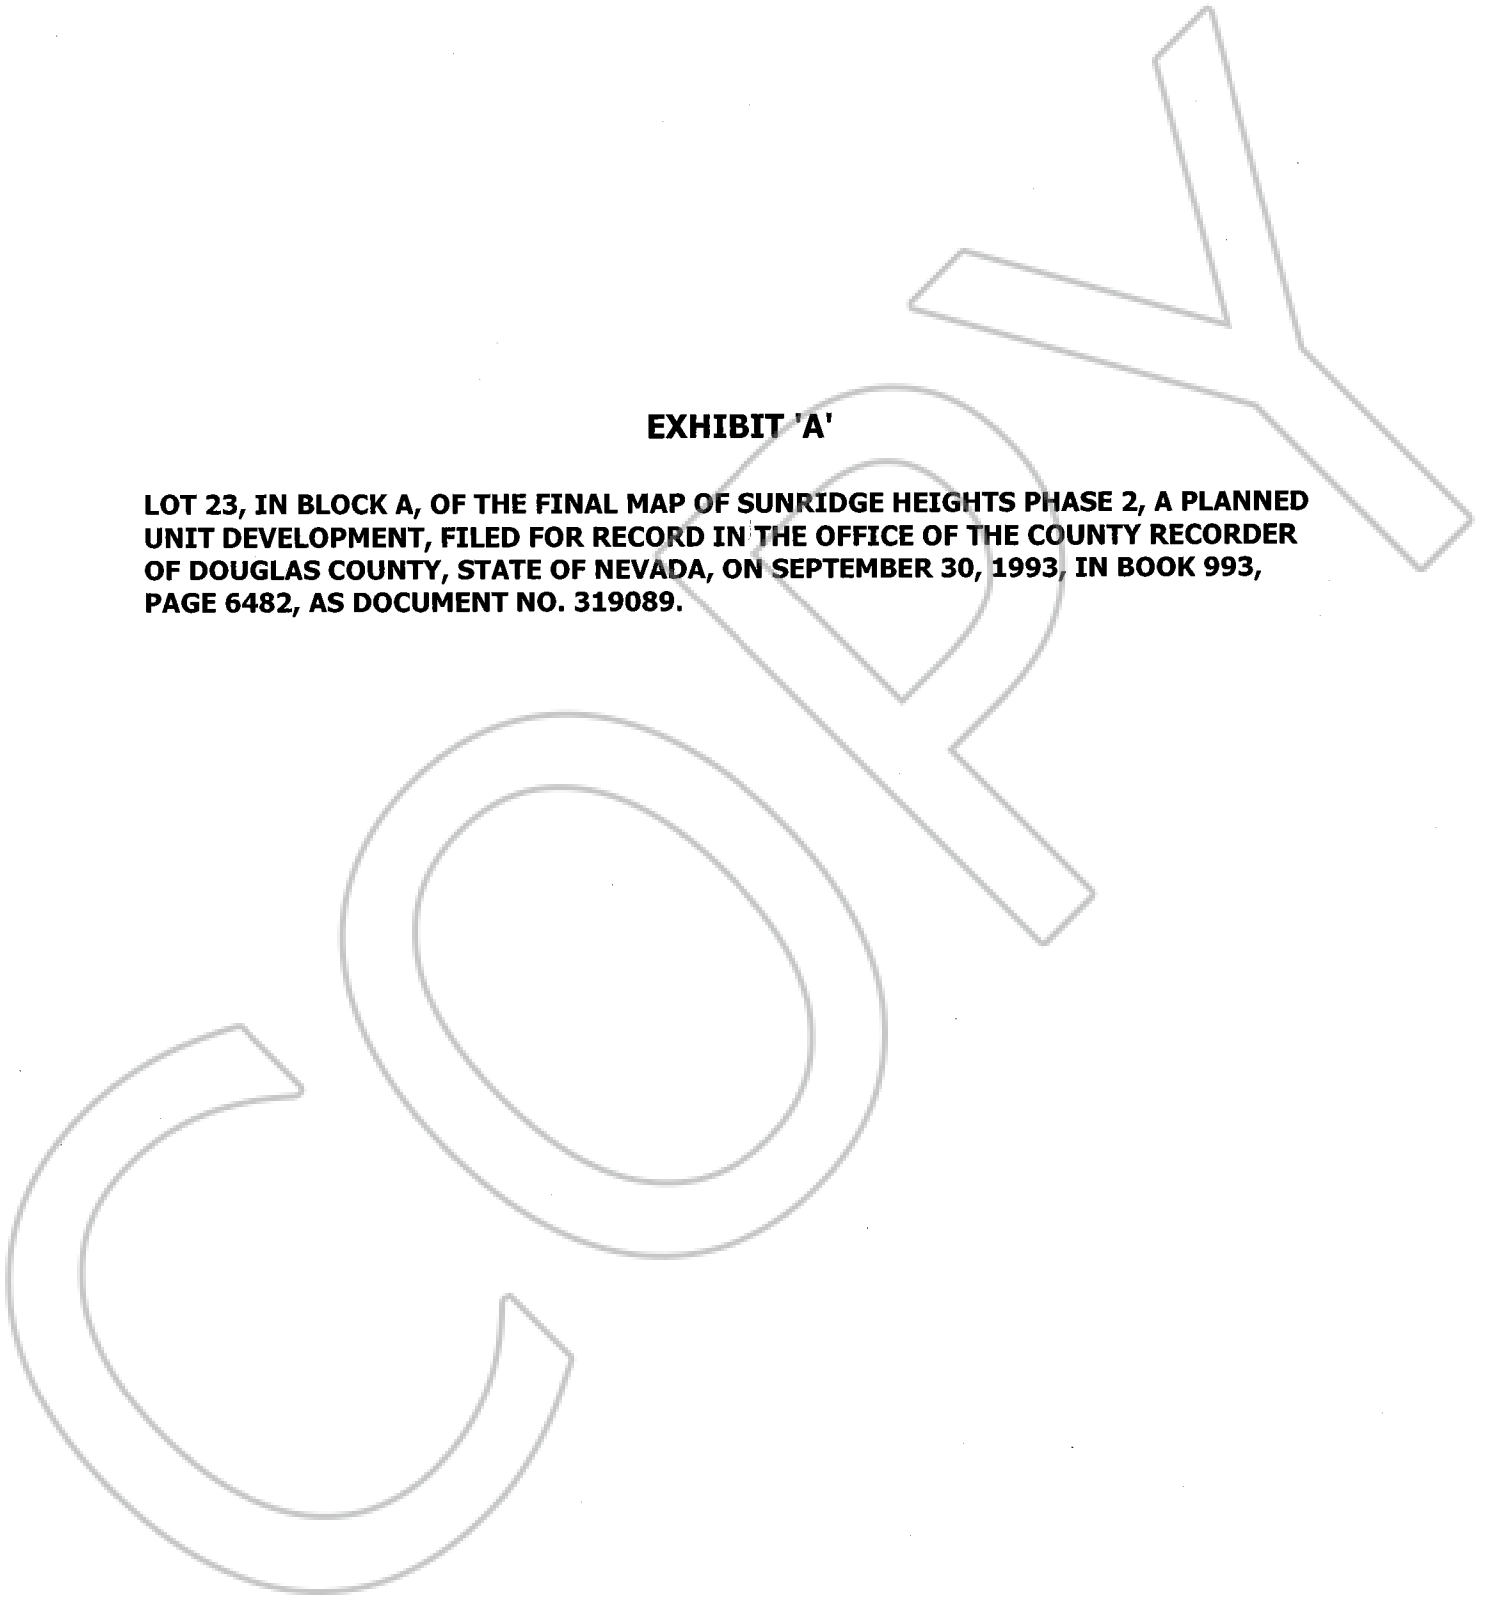 EXHIBIT 'A'
LOT 23, IN BLOCK A, OF THE FINAL MAP OF SUNRIDGE HEIGHTS PHASE 2, A PLANNED
UNIT DEVELOPMENT, FILED FOR RECORD IN THE OFFICE OF THE COUNTY RECORDER
OF DOUGLAS COUNTY, STATE OF NEVADA, ON SEPTEMBER 30, 1993, IN BOOK 993,
PAGE 6482, AS DOCUMENT NO. 319089.
COPY